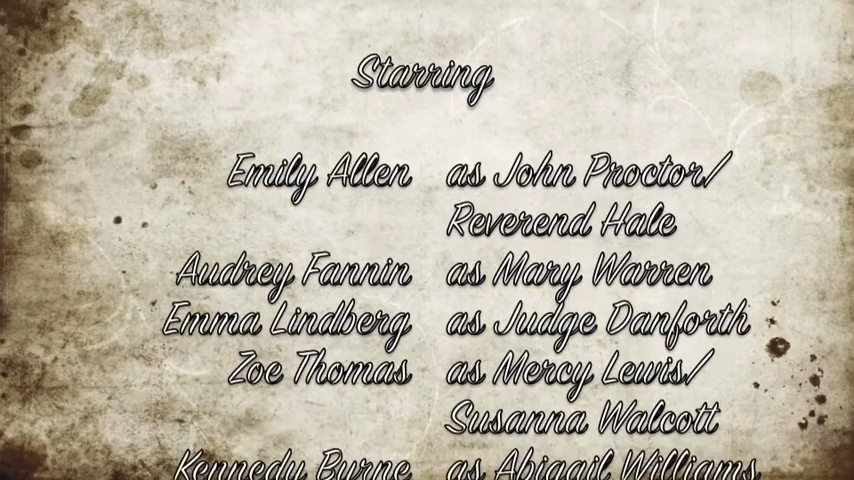 Starring
Emily Allen as John Proctor/
Reverend Hale
Audrey Fannin as Mary Warren
Emma Lindberg as Judge Danforth
Zoe Thomas as Mercy Lewis/
Susanna Walcott
Kennedy Byrne as Abigail Williams